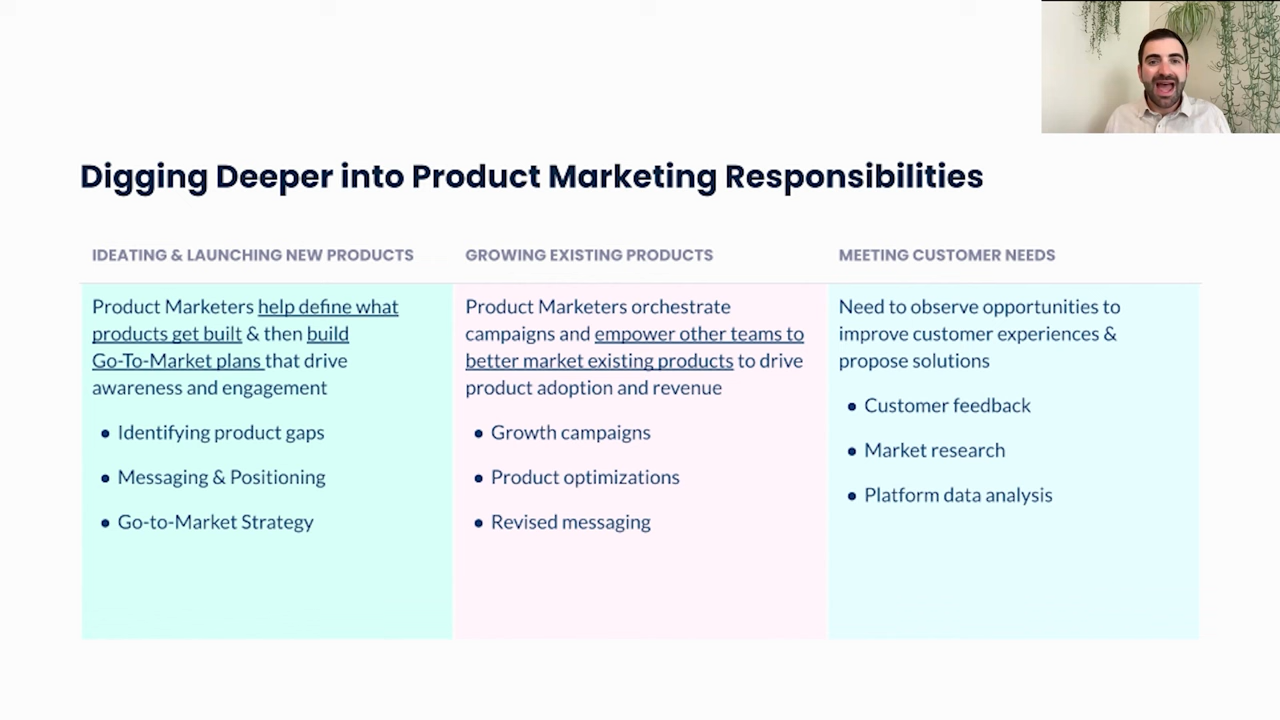 Digging Deeper into Product Marketing Responsibilities
IDEATING & LAUNCHING NEW PRODUCTS
Product Marketers help define what
products get built & then build
Go-To-Market plans that drive
awareness and engagement
● Identifying product gaps
● Messaging & Positioning
● Go-to-Market Strategy
GROWING EXISTING PRODUCTS
Product Marketers orchestrate
campaigns and empower other teams to
better market existing products to drive
product adoption and revenue
● Growth campaigns
● Product optimizations
● Revised messaging
MEETING CUSTOMER NEEDS
Need to observe opportunities to
improve customer experiences &
propose solutions
● Customer feedback
● Market research
● Platform data analysis